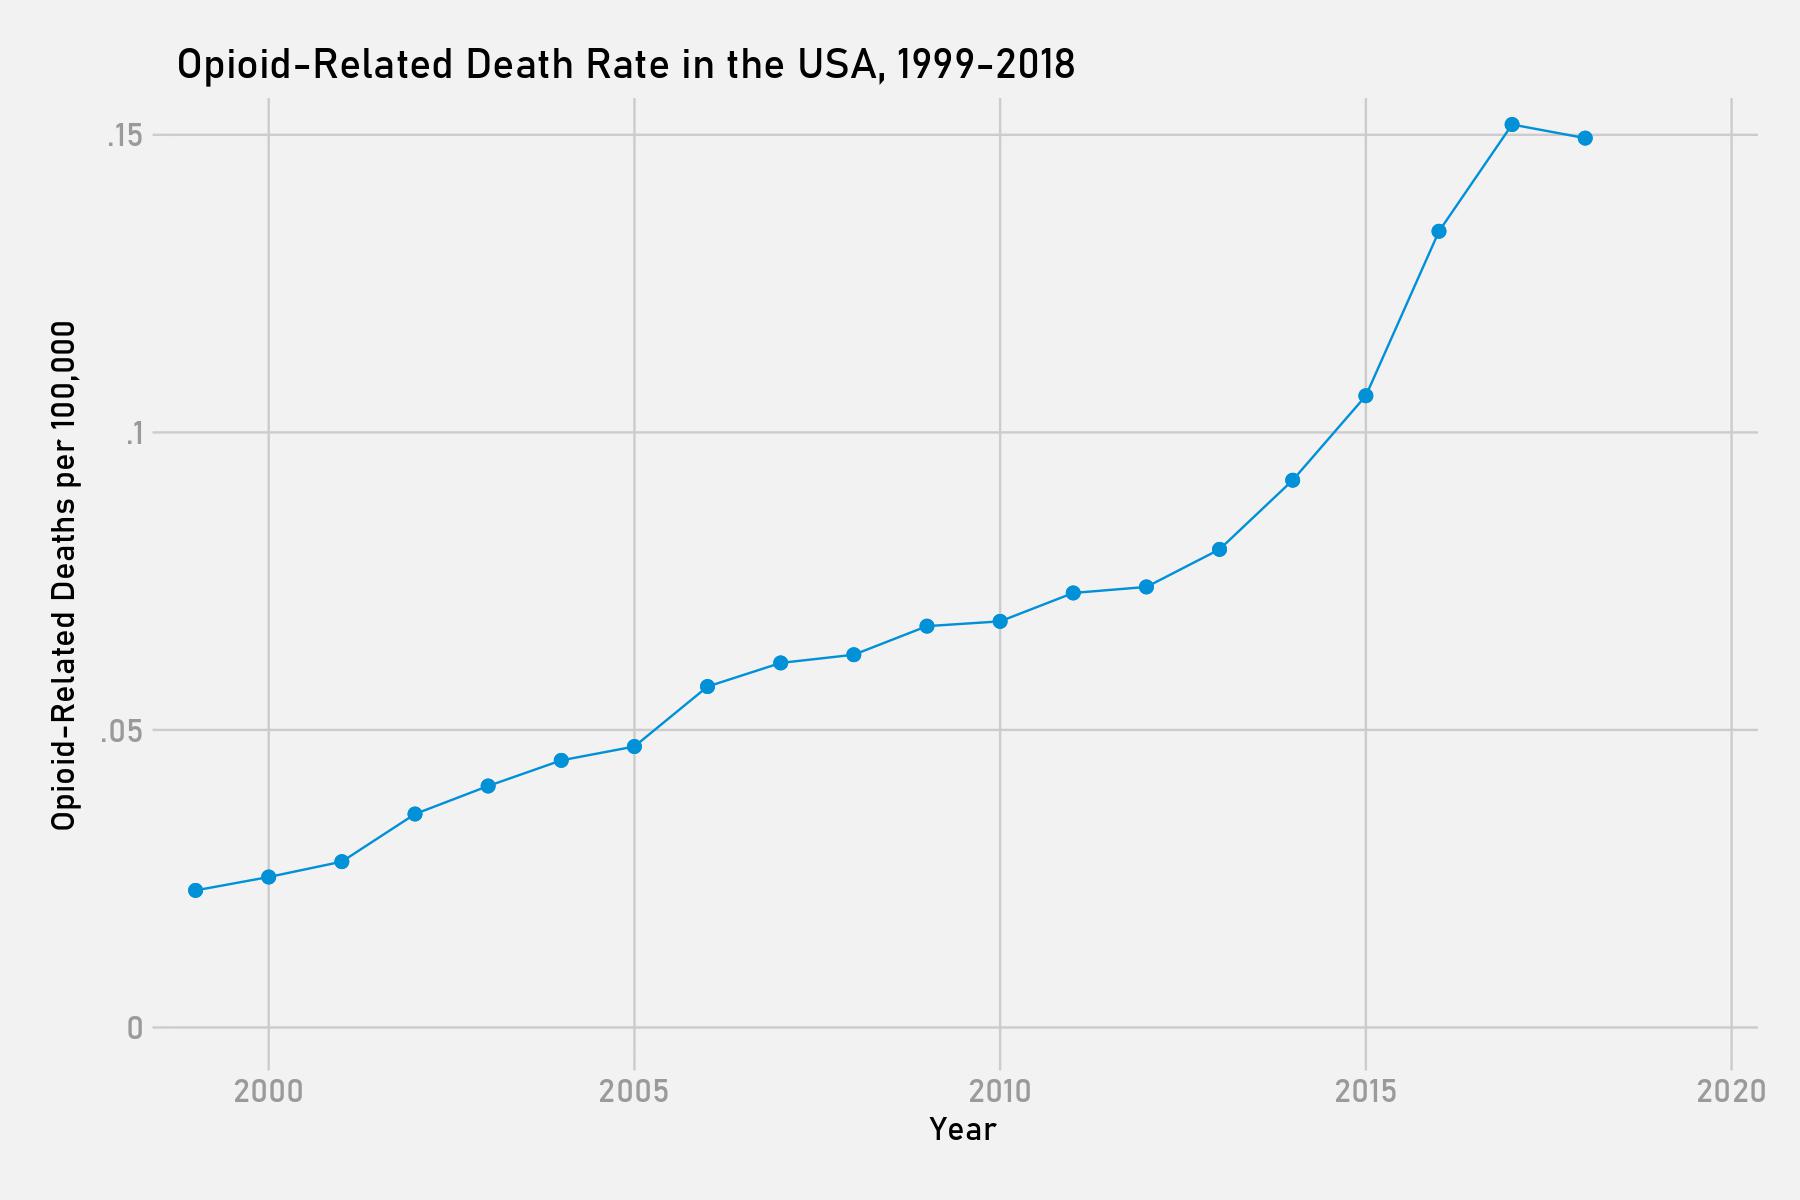 Opioid-Related Death Rate in the USA, 1999-2018
Opioid-Related Deaths per 100,000
.15
.1
.05
0
2000 2005 2010 2015 2020
Year